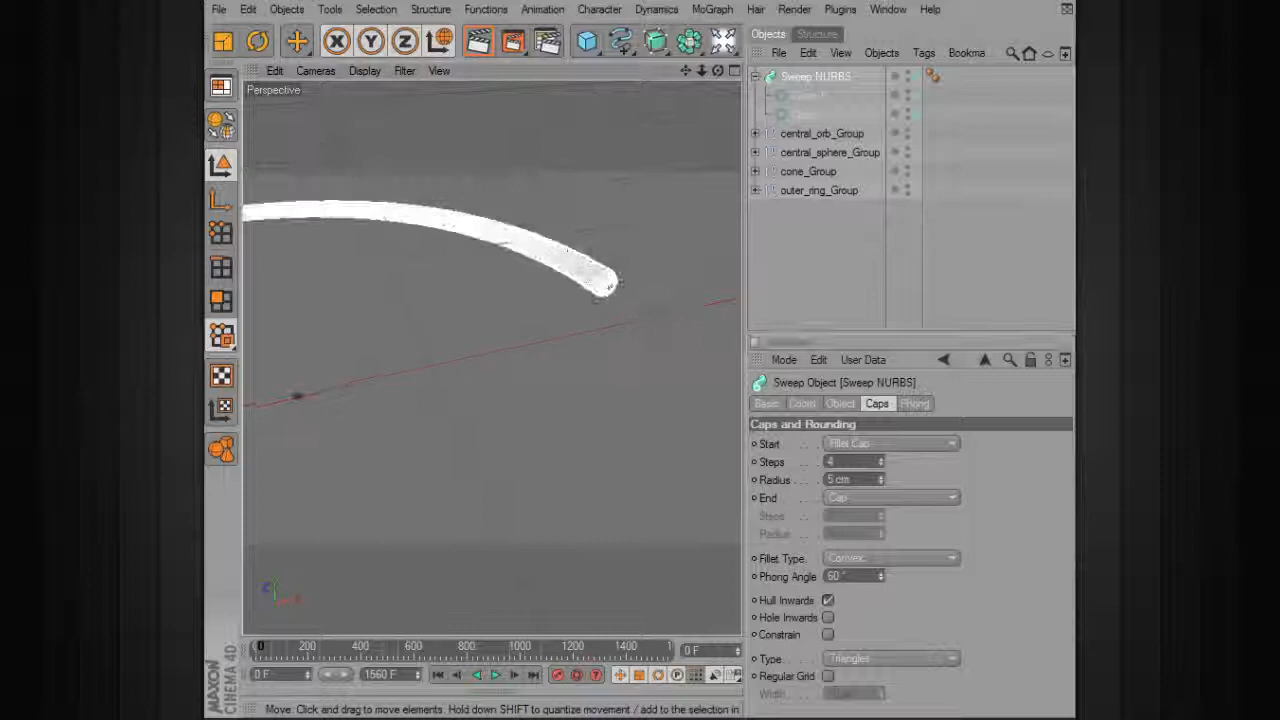 File Edit Objects Tools Selection Structure Functions Animation Character Dynamics MoGraph Hair Render Plugins Window Help
Objects Structure
File Edit View Objects Tags Bookma
Edit Cameras Display Filter View
Perspective
Sweep NURBS
central_orb_Group
central_sphere_Group
cone_Group
outer_ring_Group
Mode Edit User Data
Sweep Object [Sweep NURBS]
Basic Coord. Object Caps Phong
Caps and Rounding
Start Fillet Cap
Steps 4
Radius 5 cm
End Cap
Steps
Radius
Fillet Type Convex
Phong Angle 60 °
Hull Inwards
Hole Inwards
Constrain
Type Triangles
Regular Grid
Width
0 200 400 600 800 1000 1200 1400 1 0 F
0 F 1560 F
MAXON
CINEMA 4D
Move: Click and drag to move elements. Hold down SHIFT to quantize movement / add to the selection in